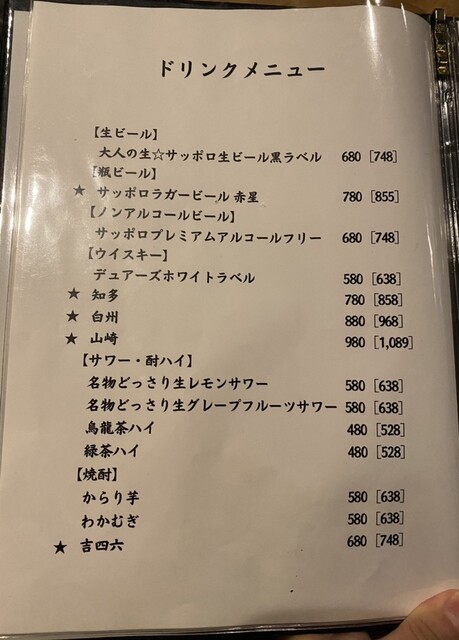 ドリンクメニュー
【生ビール】
大人の生☆サッポロ生ビール黒ラベル 680 [748]
【瓶ビール】
★ サッポロラガービール 赤星 780 [855]
【ノンアルコールビール】
サッポロプレミアムアルコールフリー 680 [748]
【ウイスキー】
デュアーズホワイトラベル 580 [638]
★ 知多 780 [858]
★ 白州 880 [968]
★ 山崎 980 [1,089]
【サワー・酎ハイ】
名物どっさり生レモンサワー 580 [638]
名物どっさり生グレープフルーツサワー 580 [638]
烏龍茶ハイ 480 [528]
緑茶ハイ 480 [528]
【焼酎】
からり芋 580 [638]
わかむぎ 580 [638]
★ 吉四六 680 [748]